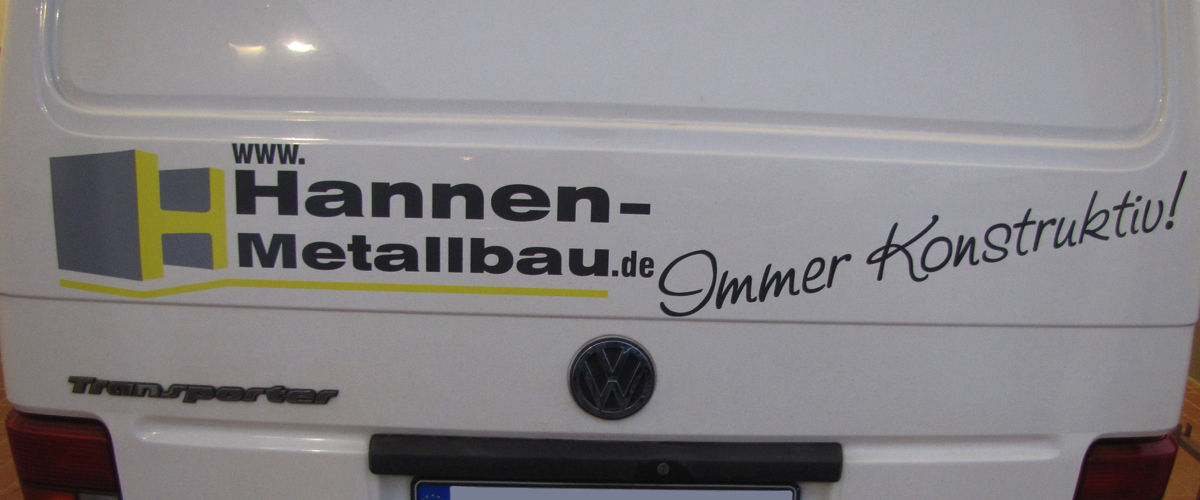 www.
Hannen-
Metallbau.de
Immer Konstruktiv!
Transporter